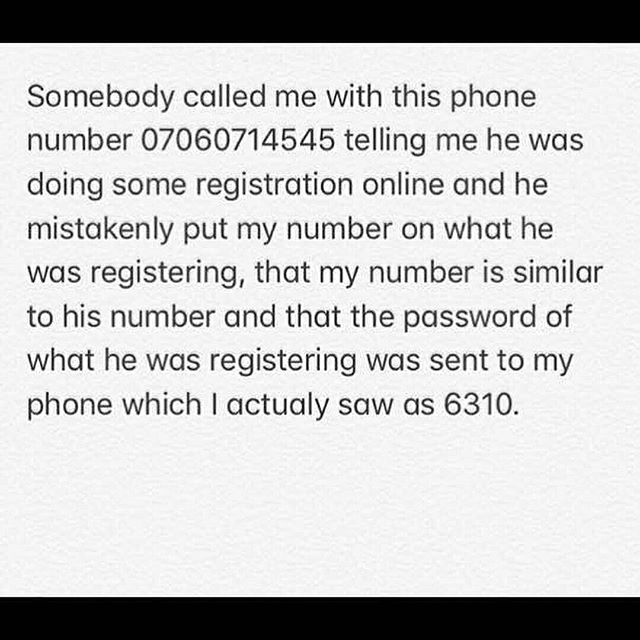 Somebody called me with this phone
number 07060714545 telling me he was
doing some registration online and he
mistakenly put my number on what he
was registering, that my number is similar
to his number and that the password of
what he was registering was sent to my
phone which I actualy saw as 6310.